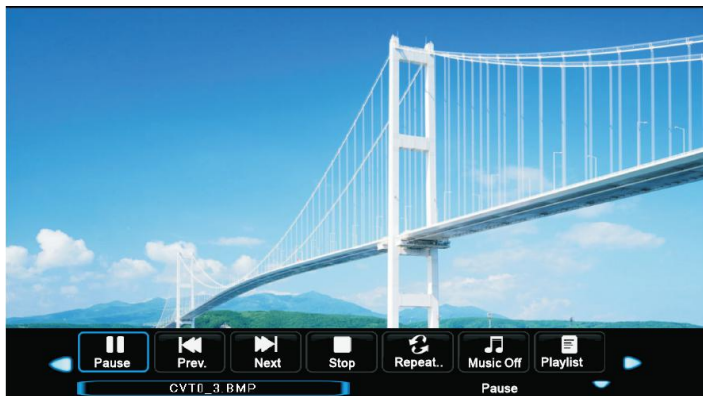 Pause Prev. Next Stop Repeat.. Music Off Playlist
CVT0_3.BMP Pause